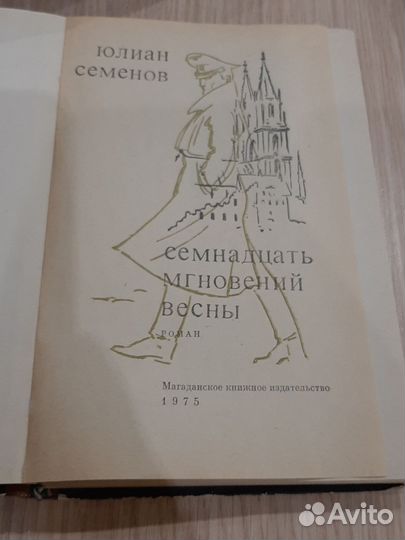 ЮЛИАН
СЕМЕНОВ
СЕМНАДЦАТЬ
МГНОВЕНИЙ
ВЕСНЫ
РОМАН
Магаданское книжное издательство
1975
Avito